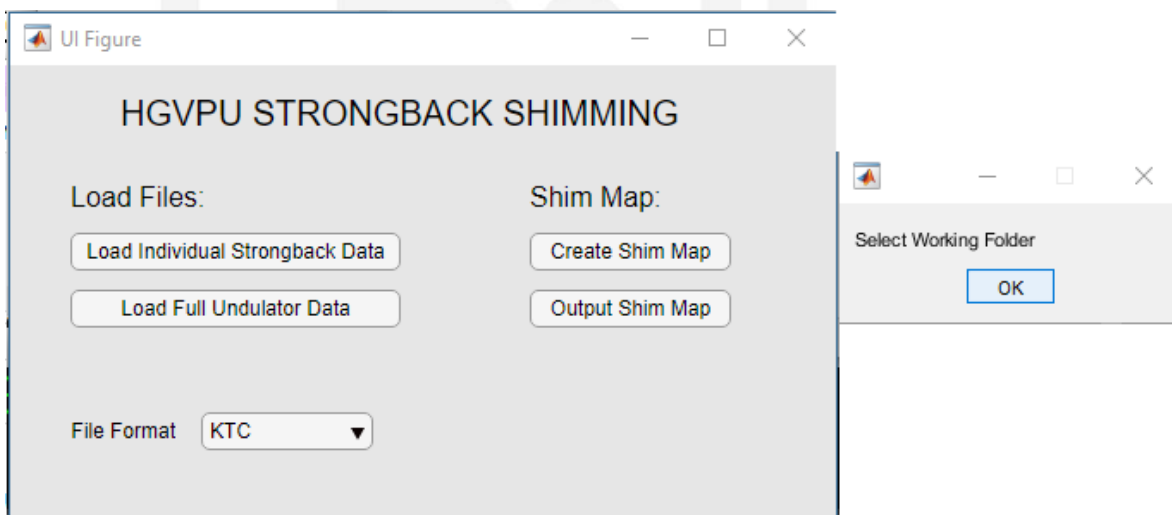 UI Figure
HGVPU STRONGBACK SHIMMING
Load Files:
Load Individual Strongback Data
Load Full Undulator Data
Shim Map:
Create Shim Map
Output Shim Map
File Format KTC
Select Working Folder
OK